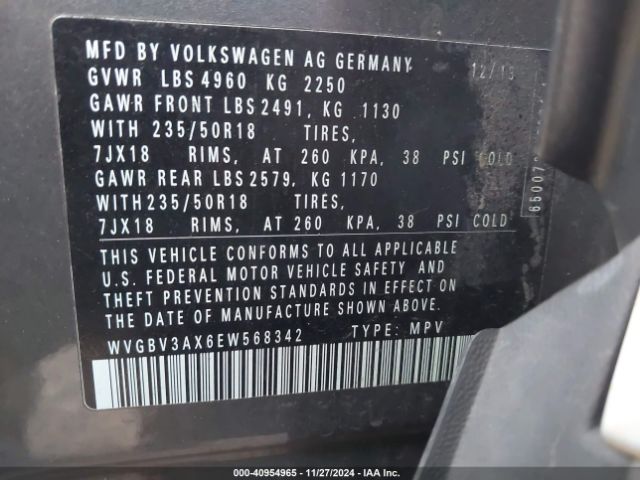 MFD BY VOLKSWAGEN AG GERMANY 12/13
GVWR LBS 4960 KG 2250
GAWR FRONT LBS 2491, KG 1130
WITH 235/50R18 TIRES,
7JX18 RIMS, AT 260 KPA, 38 PSI COLD
GAWR REAR LBS 2579, KG 1170
WITH 235/50R18 TIRES,
7JX18 RIMS, AT 260 KPA, 38 PSI COLD
THIS VEHICLE CONFORMS TO ALL APPLICABLE
U.S. FEDERAL MOTOR VEHICLE SAFETY AND
THEFT PREVENTION STANDARDS IN EFFECT ON
THE DATE OF MANUFACTURE SHOWN ABOVE.
WVGBV3AX6EW568342 TYPE: MPV
000-40954965 - 11/27/2024 - IAA Inc.